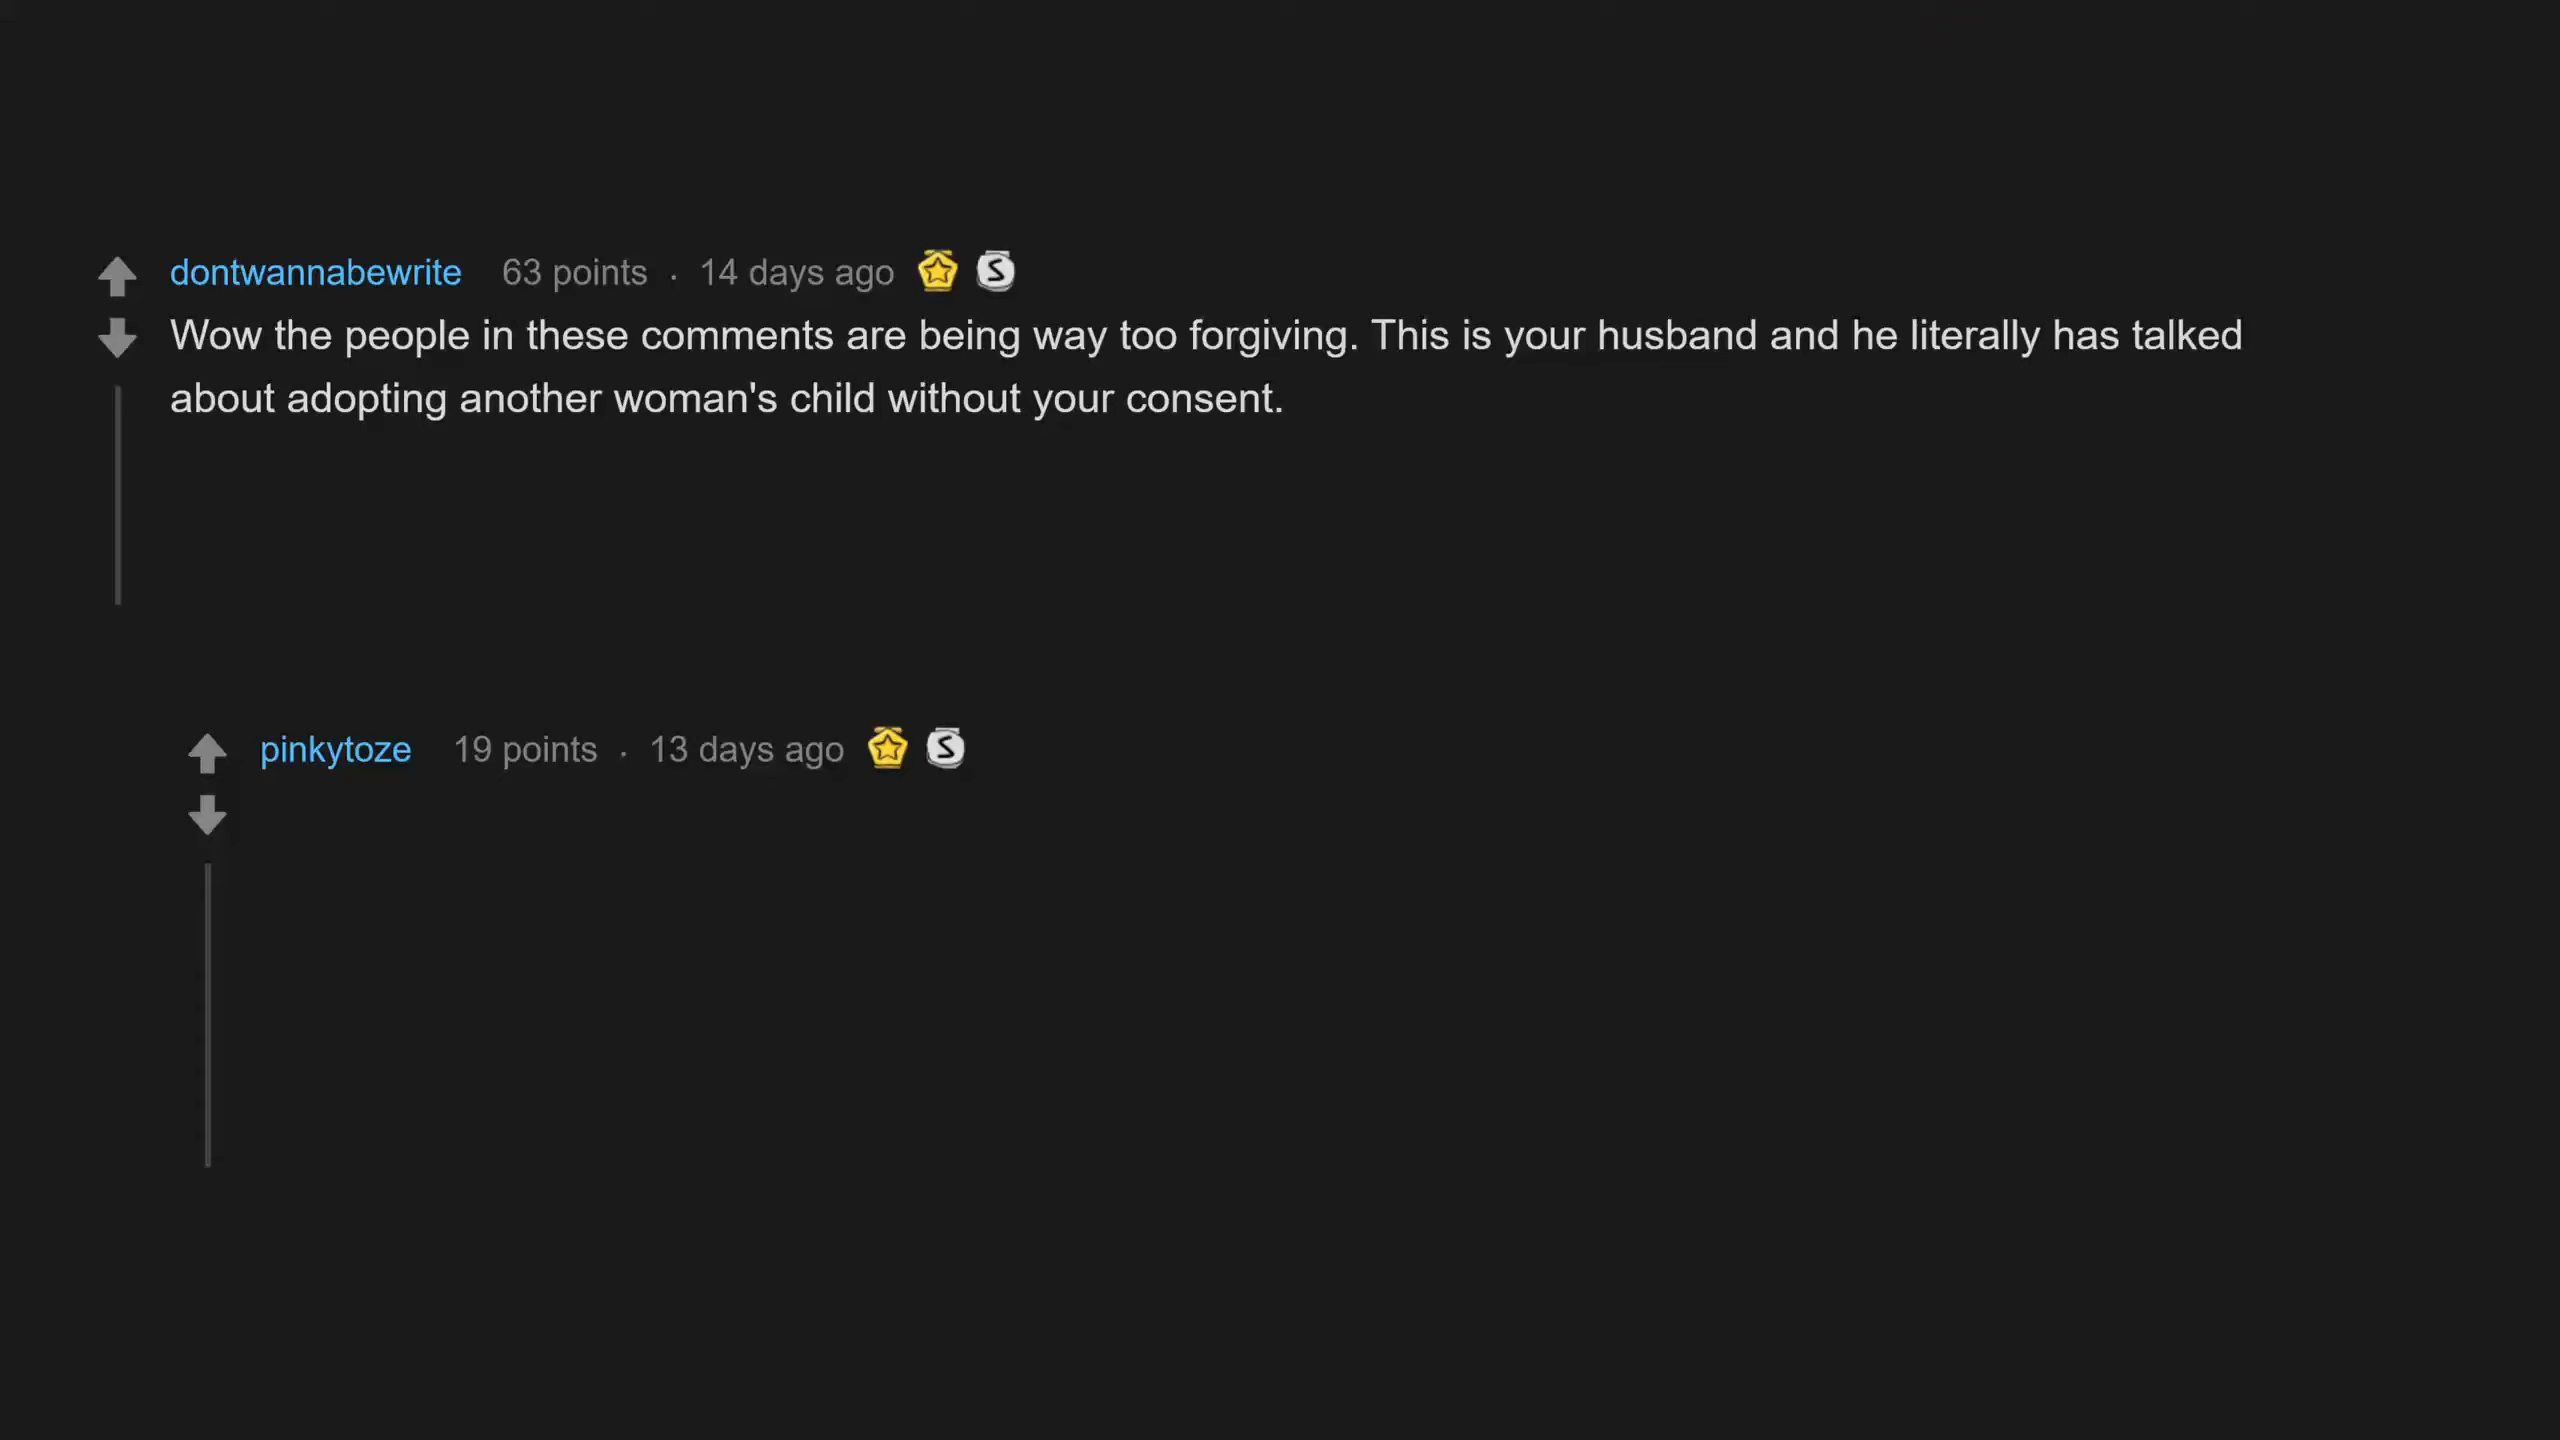 dontwannabewrite 63 points · 14 days ago S
Wow the people in these comments are being way too forgiving. This is your husband and he literally has talked
about adopting another woman's child without your consent.
pinkytoze 19 points · 13 days ago S